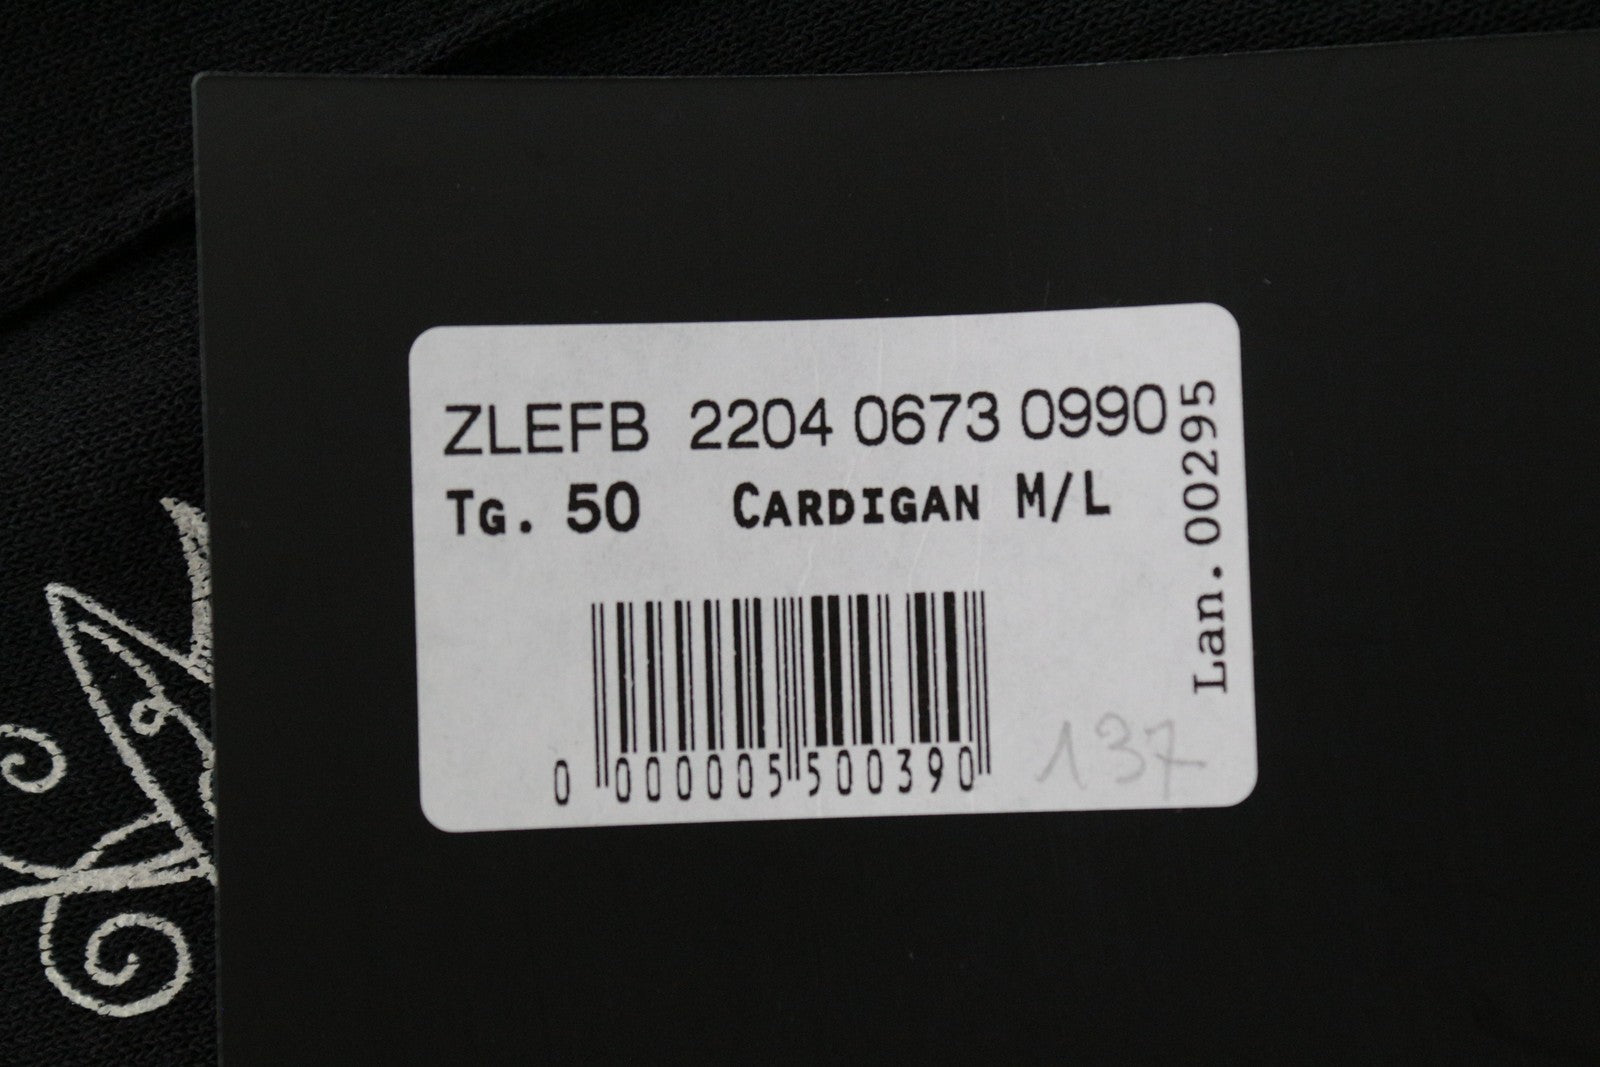 ZLEFB 2204 0673 0990
Tg. 50 CARDIGAN M/L
Lan. 00295
0 000005 500390
137